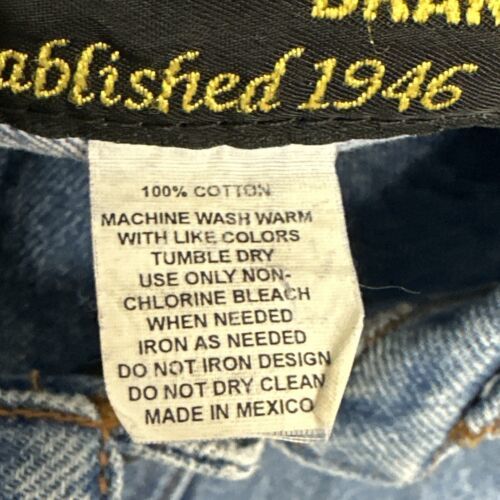 Established 1946
100% COTTON
MACHINE WASH WARM
WITH LIKE COLORS
TUMBLE DRY
USE ONLY NON-
CHLORINE BLEACH
WHEN NEEDED
IRON AS NEEDED
DO NOT IRON DESIGN
DO NOT DRY CLEAN
MADE IN MEXICO